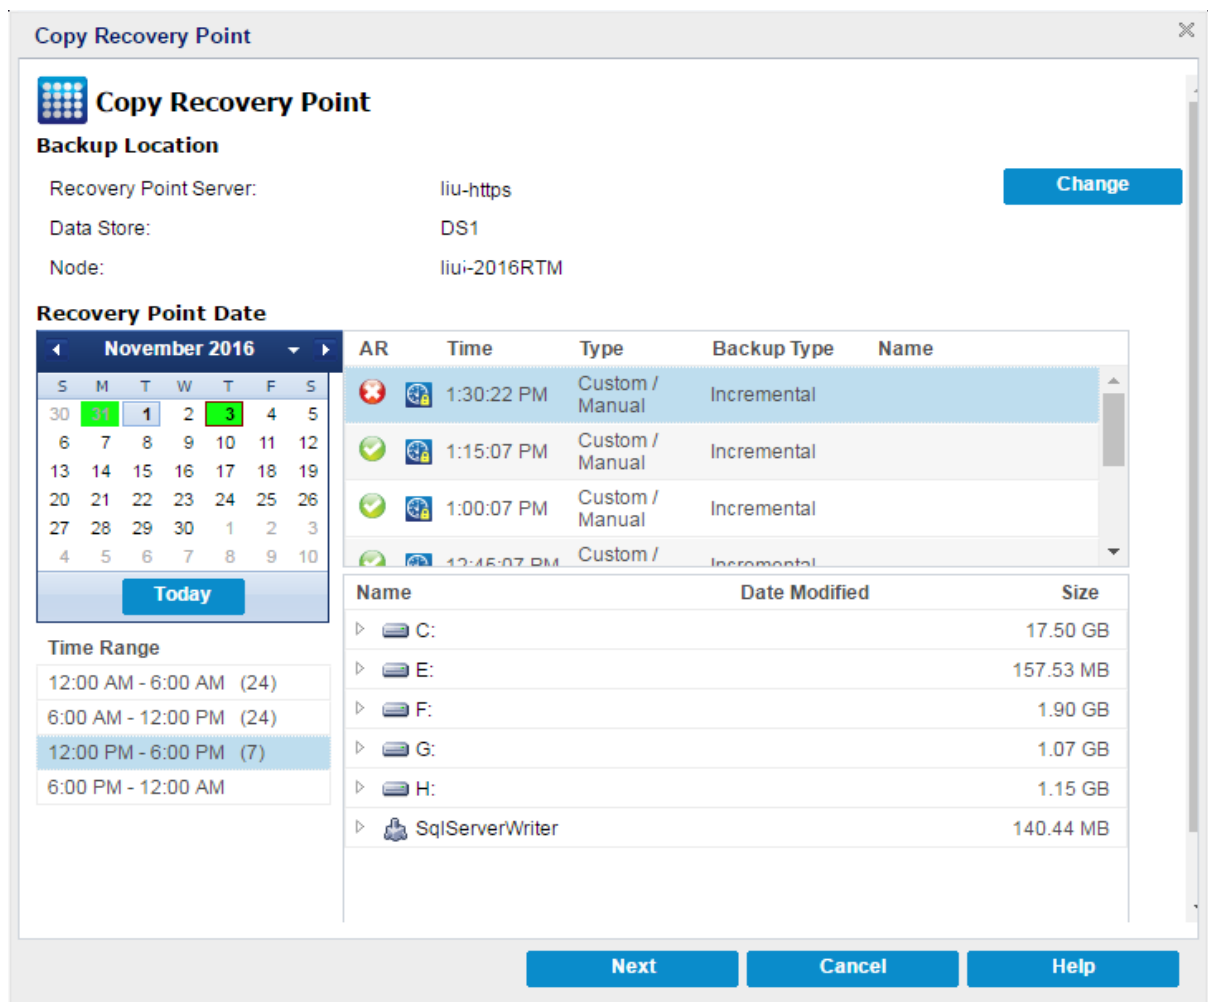 Copy Recovery Point
Copy Recovery Point
Backup Location
Recovery Point Server: liu-https
Change
Data Store: DS1
Node: liui-2016RTM
Recovery Point Date
November 2016
S M T W T F S
30 31 1 2 3 4 5
6 7 8 9 10 11 12
13 14 15 16 17 18 19
20 21 22 23 24 25 26
27 28 29 30 1 2 3
4 5 6 7 8 9 10
Today
Time Range
12:00 AM - 6:00 AM (24)
6:00 AM - 12:00 PM (24)
12:00 PM - 6:00 PM (7)
6:00 PM - 12:00 AM
AR Time Type Backup Type Name
1:30:22 PM Custom / Manual Incremental
1:15:07 PM Custom / Manual Incremental
1:00:07 PM Custom / Manual Incremental
12:45:07 PM Custom / Incremental
Name Date Modified Size
C: 17.50 GB
E: 157.53 MB
F: 1.90 GB
G: 1.07 GB
H: 1.15 GB
SqlServerWriter 140.44 MB
Next Cancel Help